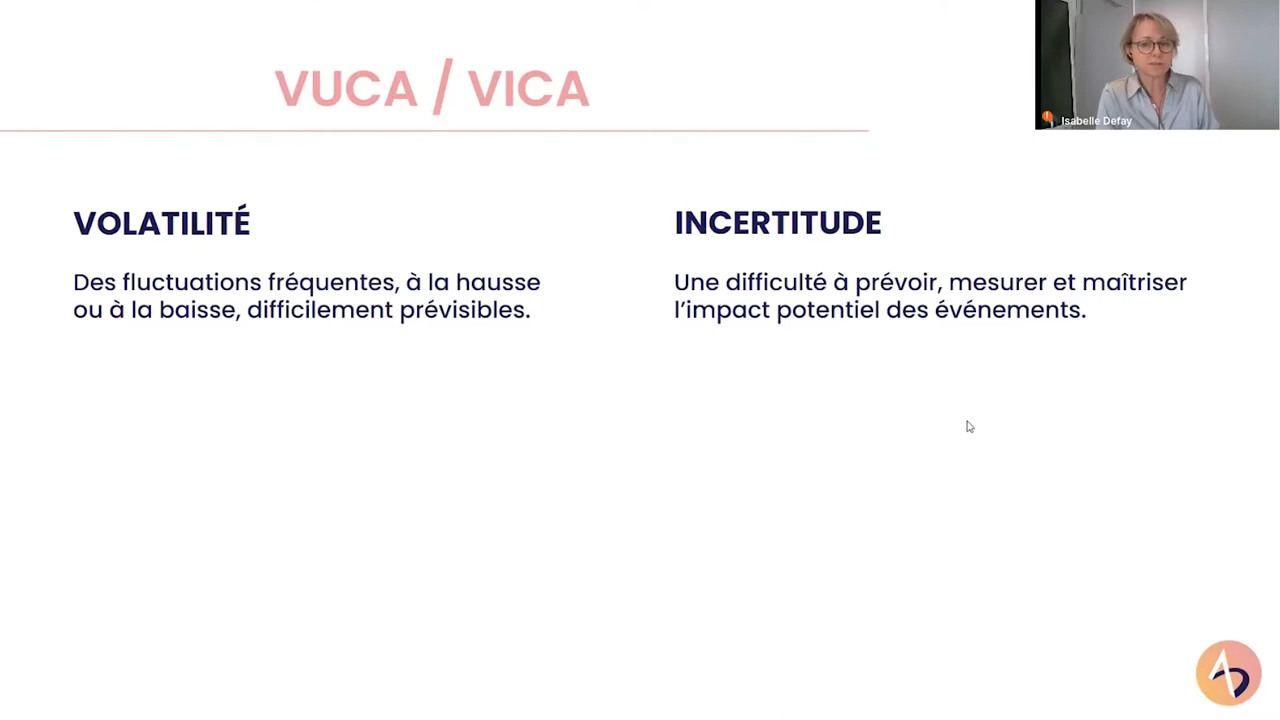 VUCA / VICA
Isabelle Defay
VOLATILITÉ
Des fluctuations fréquentes, à la hausse
ou à la baisse, difficilement prévisibles.
INCERTITUDE
Une difficulté à prévoir, mesurer et maîtriser
l’impact potentiel des événements.